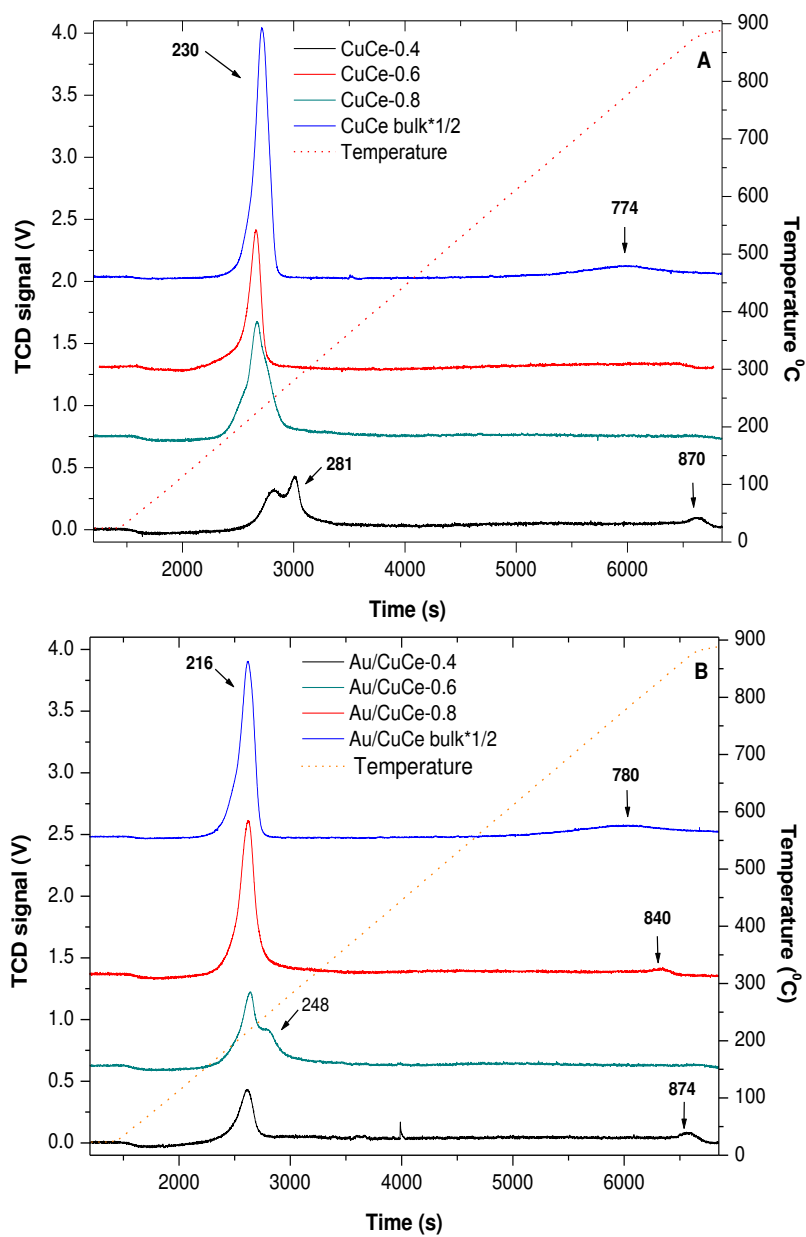 A
CuCe-0.4
CuCe-0.6
CuCe-0.8
CuCe bulk*1/2
Temperature
230
774
281
870
4.0
3.5
3.0
2.5
2.0
1.5
1.0
0.5
0.0
TCD signal (V)
900
800
700
600
500
400
300
200
100
0
Temperature ⁰C
2000 3000 4000 5000 6000
Time (s)
B
Au/CuCe-0.4
Au/CuCe-0.6
Au/CuCe-0.8
Au/CuCe bulk*1/2
Temperature
216
780
840
248
874
4.0
3.5
3.0
2.5
2.0
1.5
1.0
0.5
0.0
TCD signal (V)
900
800
700
600
500
400
300
200
100
0
Temperature (⁰C)
2000 3000 4000 5000 6000
Time (s)